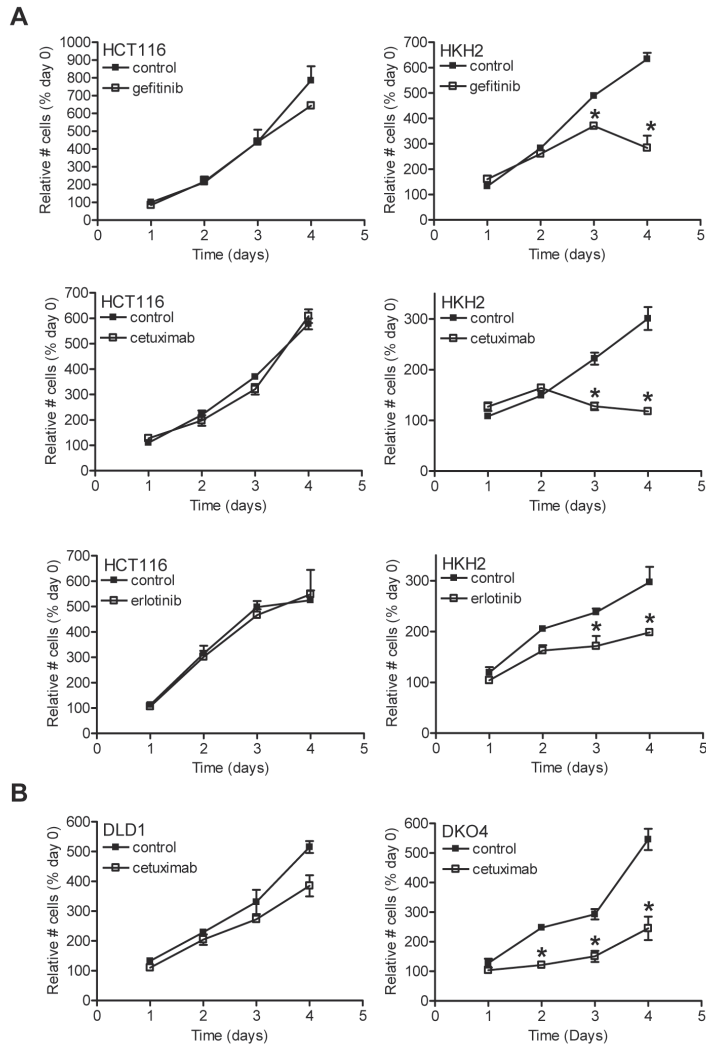 A
HCT116
control
gefitinib
Relative # cells (% day 0)
1000
900
800
700
600
500
400
300
200
100
0
0 1 2 3 4 5
Time (days)
HKH2
control
gefitinib
Relative # cells (% day 0)
700
600
500
400
300
200
100
0
* *
0 1 2 3 4 5
Time (days)
HCT116
control
cetuximab
Relative # cells (% day 0)
700
600
500
400
300
200
100
0
0 1 2 3 4 5
Time (days)
HKH2
control
cetuximab
Relative # cells (% day 0)
300
200
100
0
* *
0 1 2 3 4 5
Time (days)
HCT116
control
erlotinib
Relative # cells (% day 0)
700
600
500
400
300
200
100
0
0 1 2 3 4 5
Time (days)
HKH2
control
erlotinib
Relative # cells (% day 0)
300
200
100
0
* *
0 1 2 3 4 5
Time (days)
B
DLD1
control
cetuximab
Relative # cells (% day 0)
600
500
400
300
200
100
0
0 1 2 3 4 5
Time (days)
DKO4
control
cetuximab
Relative # cells (% day 0)
600
500
400
300
200
100
0
* * *
0 1 2 3 4 5
Time (Days)